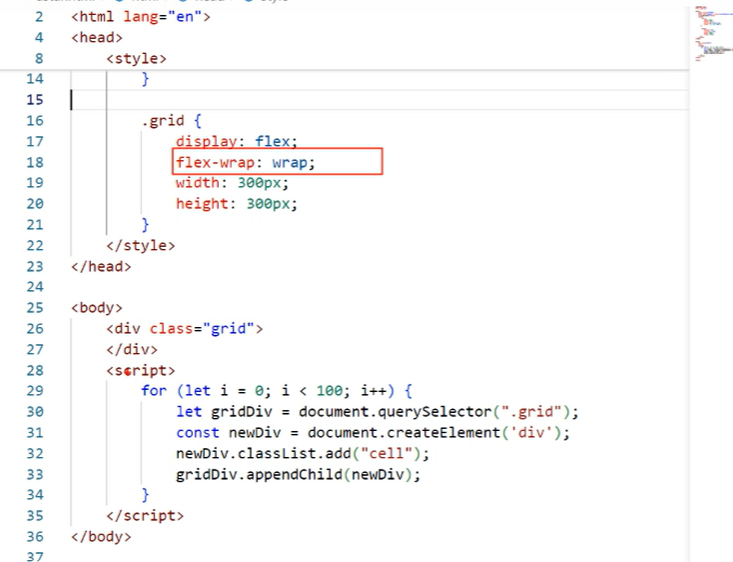 2 <html lang="en">
4 <head>
8 <style>
14 }
15
16 .grid {
17 display: flex;
18 flex-wrap: wrap;
19 width: 300px;
20 height: 300px;
21 }
22 </style>
23 </head>
24
25 <body>
26 <div class="grid">
27 </div>
28 <script>
29 for (let i = 0; i < 100; i++) {
30 let gridDiv = document.querySelector(".grid");
31 const newDiv = document.createElement('div');
32 newDiv.classList.add("cell");
33 gridDiv.appendChild(newDiv);
34 }
35 </script>
36 </body>
37